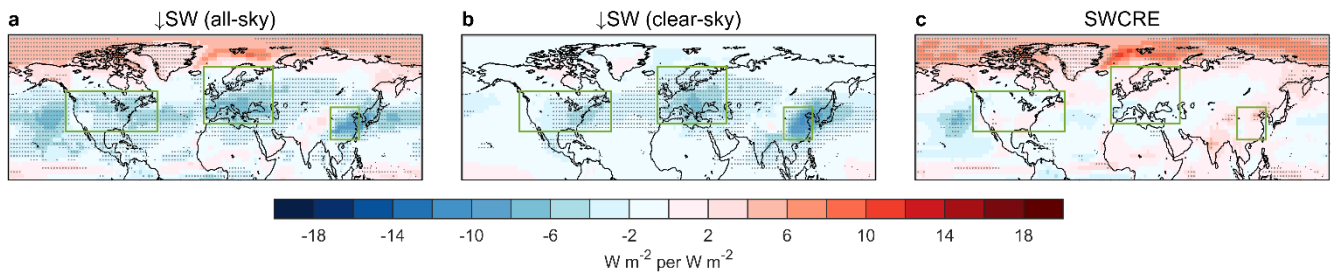 a ↓SW (all-sky)
b ↓SW (clear-sky)
c SWCRE
-18 -14 -10 -6 -2 2 6 10 14 18
W m⁻² per W m⁻²